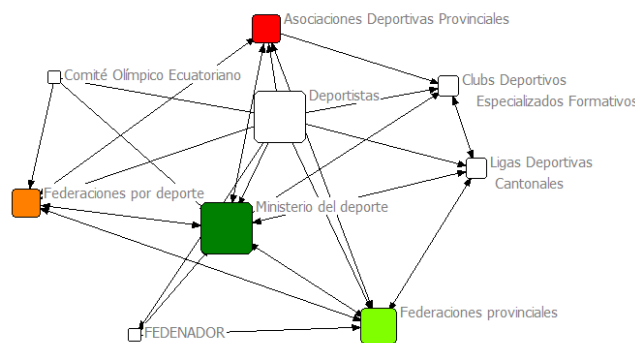 Asociaciones Deportivas Provinciales
Comité Olímpico Ecuatoriano
Clubs Deportivos
Especializados Formativos
Deportistas
Ligas Deportivas
Cantonales
Federaciones por deporte
Ministerio del deporte
Federaciones provinciales
FEDENADOR